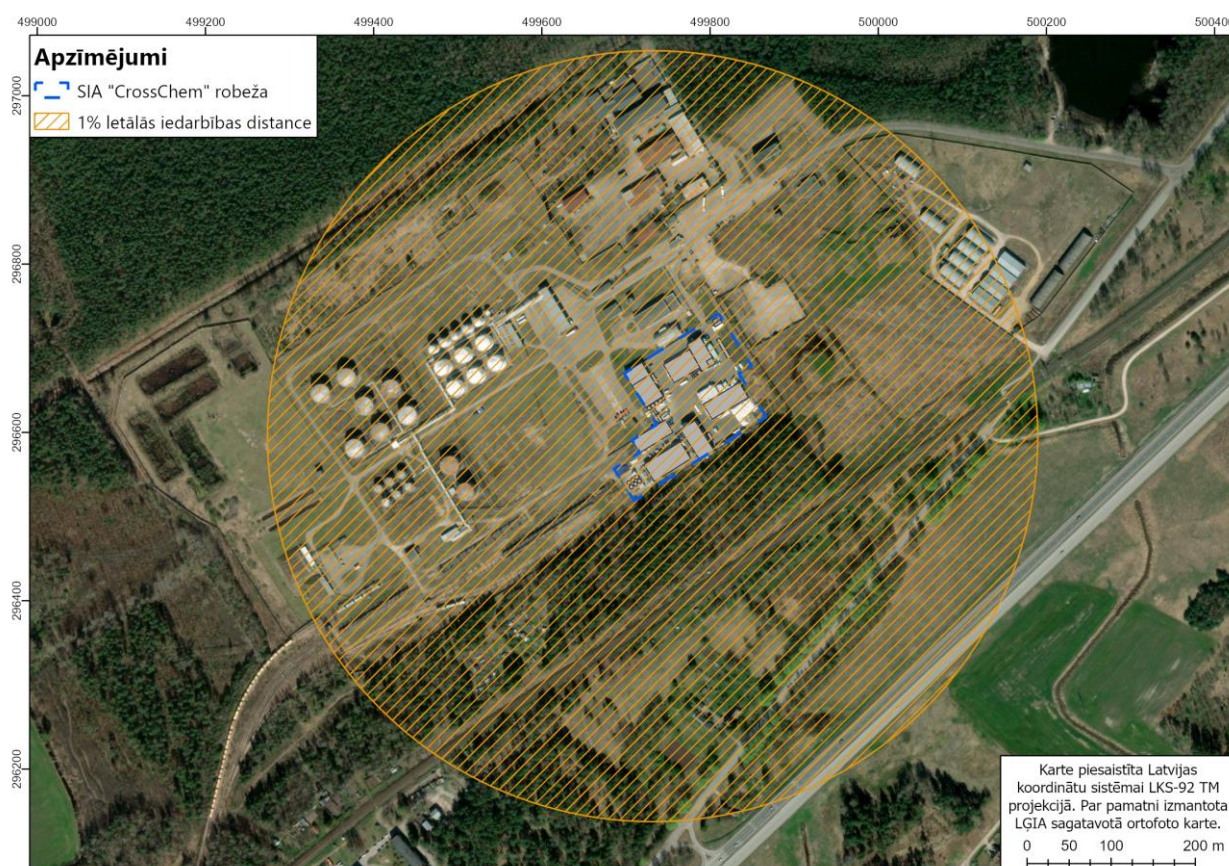 499000 499200 499400 499600 499800 500000 500200 500400
Apzīmējumi
SIA "CrossChem" robeža
1% letālās iedarbības distance
297000
296800
296600
296400
296200
Karte piesaistīta Latvijas
koordinātu sistēmai LKS-92 TM
projekcijā. Par pamatni izmantota
LĢIA sagatavotā ortofoto karte.
0 50 100 200 m